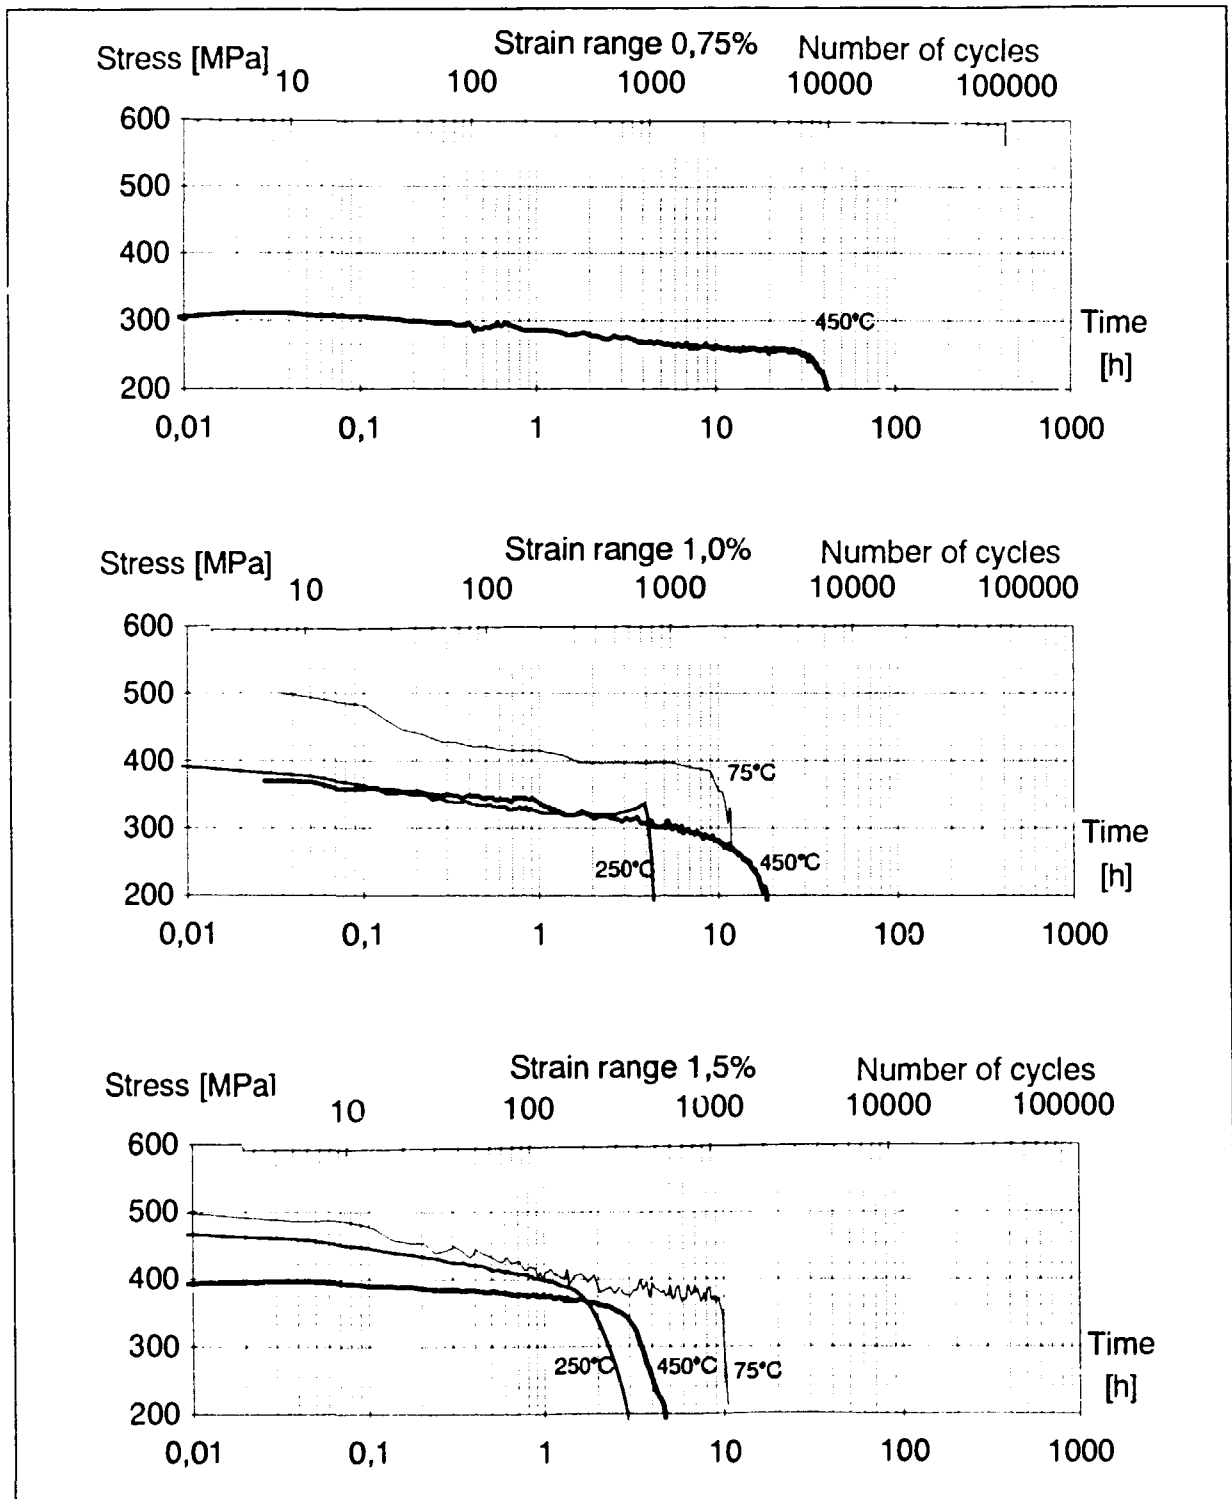 Strain range 0,75% Number of cycles
Stress [MPa]
10 100 1000 10000 100000
600
500
400
300
200
450°C
Time
[h]
0,01 0,1 1 10 100 1000
Strain range 1,0% Number of cycles
Stress [MPa]
10 100 1000 10000 100000
600
500
400
300
200
75°C
250°C 450°C
Time
[h]
0,01 0,1 1 10 100 1000
Strain range 1,5% Number of cycles
Stress [MPa]
10 100 1000 10000 100000
600
500
400
300
200
250°C 450°C 75°C
Time
[h]
0,01 0,1 1 10 100 1000